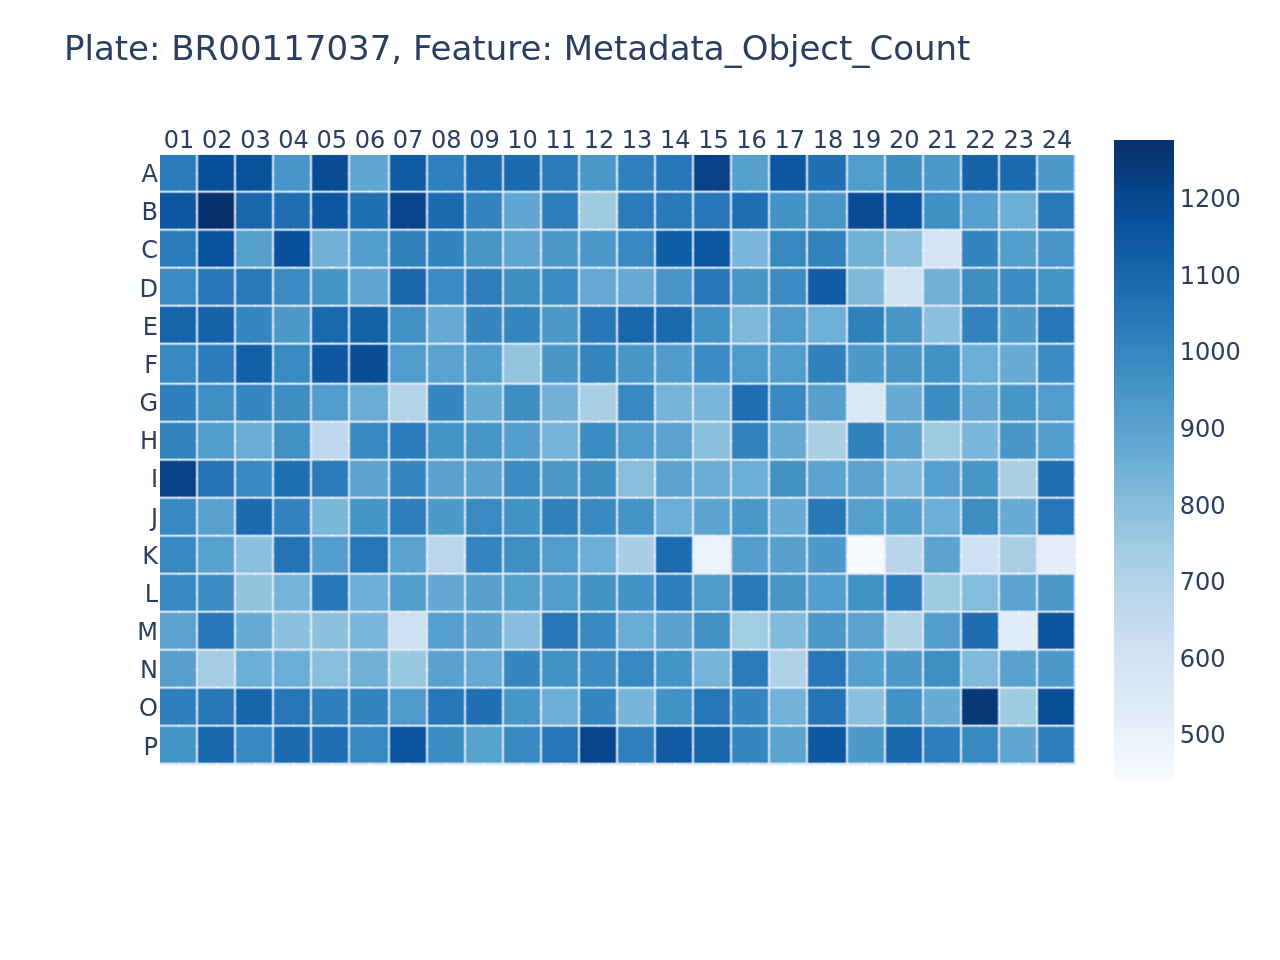 Plate: BR00117037, Feature: Metadata_Object_Count
01 02 03 04 05 06 07 08 09 10 11 12 13 14 15 16 17 18 19 20 21 22 23 24
A
B
C
D
E
F
G
H
I
J
K
L
M
N
O
P
1200
1100
1000
900
800
700
600
500